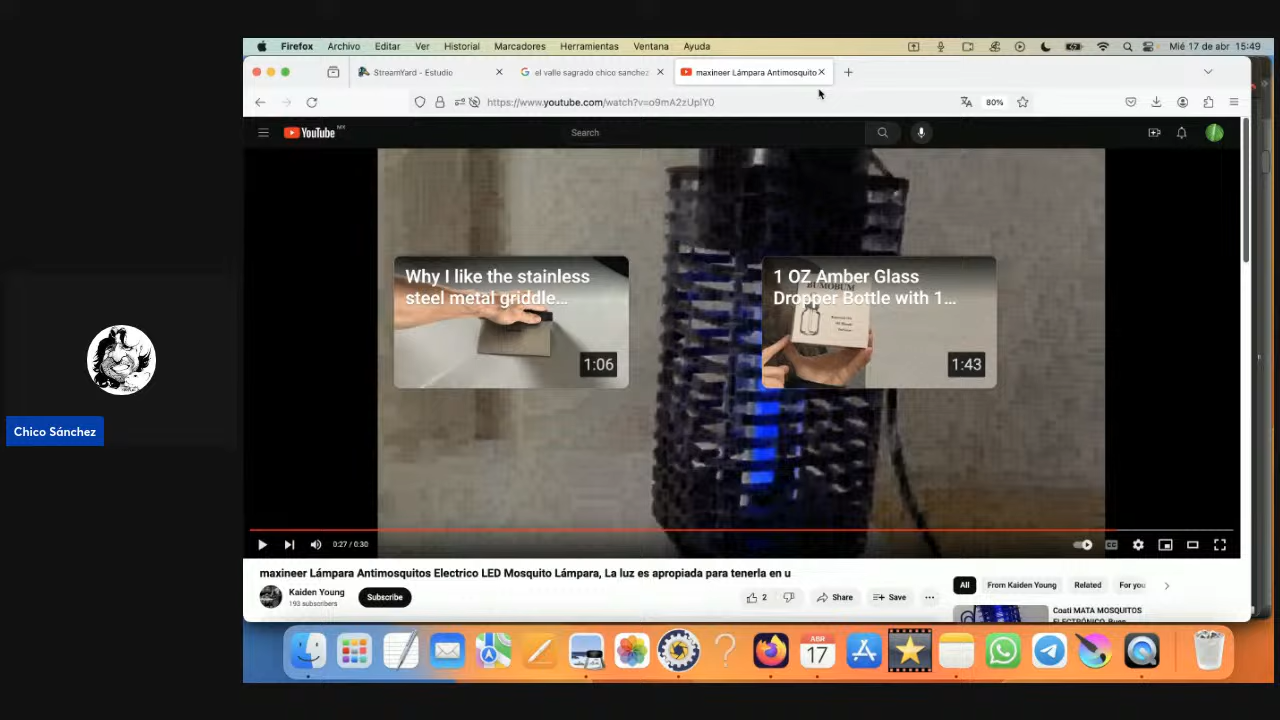 Firefox Archivo Editar Ver Historial Marcadores Herramientas Ventana Ayuda Mié 17 de abr 15:49
StreamYard - Estudio el valle sagrado chico sanchez maxineer Lámpara Antimosquito
https://www.youtube.com/watch?v=o9mA2zUplY0 80%
YouTube MX Search
Why I like the stainless
steel metal griddle...
1:06
1 OZ Amber Glass
Dropper Bottle with 1...
1:43
Chico Sánchez
0:27 / 0:30
maxineer Lámpara Antimosquitos Electrico LED Mosquito Lámpara, La luz es apropiada para tenerla en u
Kaiden Young
193 subscribers
Subscribe
2 Share Save
All From Kaiden Young Related For you
Coati MATA MOSQUITOS
ABR
17